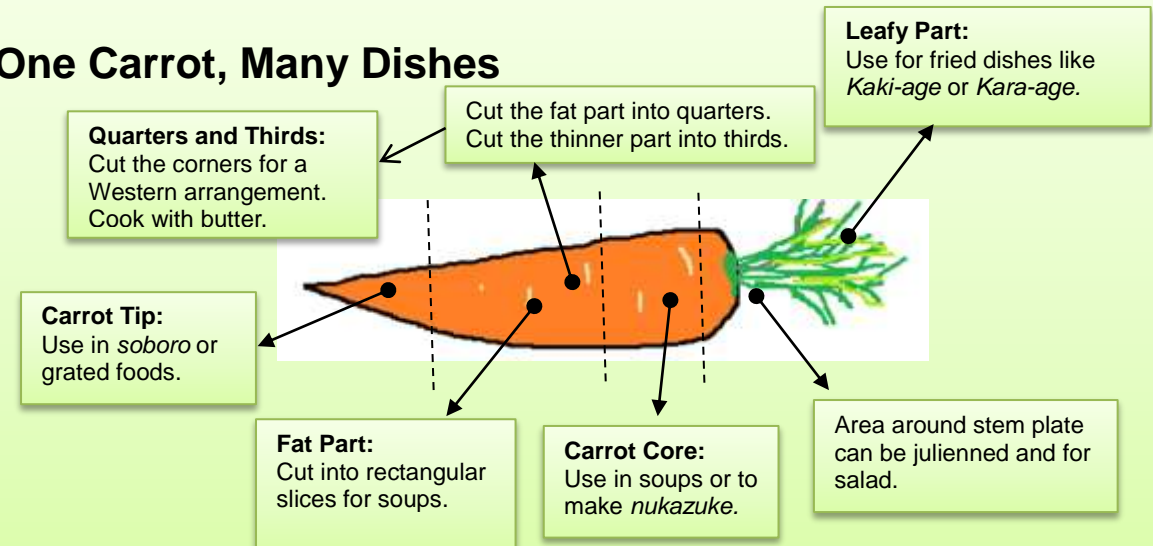 One Carrot, Many Dishes
Leafy Part:
Use for fried dishes like
Kaki-age or Kara-age.
Cut the fat part into quarters.
Cut the thinner part into thirds.
Quarters and Thirds:
Cut the corners for a
Western arrangement.
Cook with butter.
Carrot Tip:
Use in soboro or
grated foods.
Fat Part:
Cut into rectangular
slices for soups.
Carrot Core:
Use in soups or to
make nukazuke.
Area around stem plate
can be julienned and for
salad.